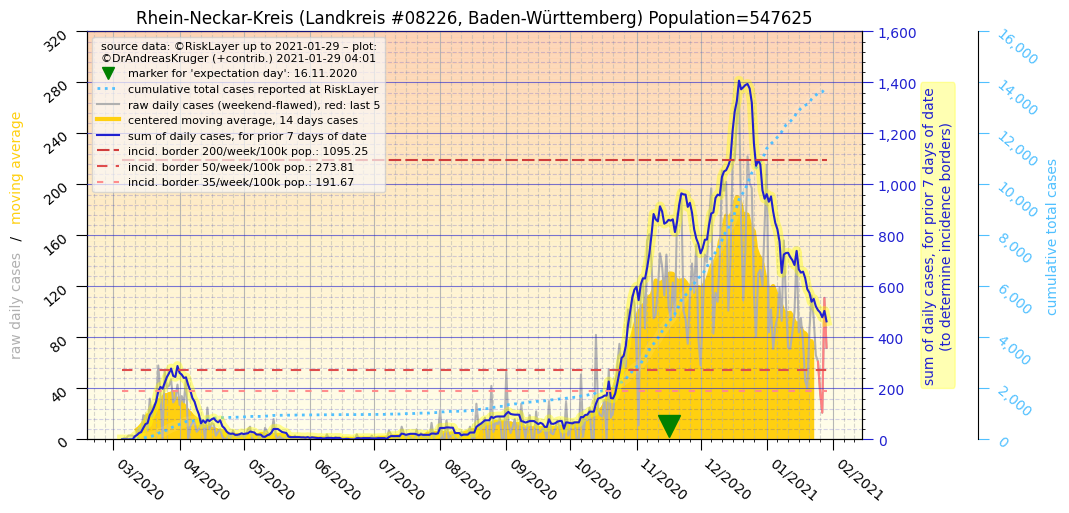 Rhein-Neckar-Kreis (Landkreis #08226, Baden-Württemberg) Population=547625
source data: ©RiskLayer up to 2021-01-29 – plot:
©DrAndreasKruger (+contrib.) 2021-01-29 04:01
marker for 'expectation day': 16.11.2020
cumulative total cases reported at RiskLayer
raw daily cases (weekend-flawed), red: last 5
centered moving average, 14 days cases
sum of daily cases, for prior 7 days of date
incid. border 200/week/100k pop.: 1095.25
incid. border 50/week/100k pop.: 273.81
incid. border 35/week/100k pop.: 191.67
raw daily cases / moving average
320
280
240
200
160
120
80
40
0
03/2020
04/2020
05/2020
06/2020
07/2020
08/2020
09/2020
10/2020
11/2020
12/2020
01/2021
02/2021
1,600
1,400
1,200
1,000
800
600
400
200
0
sum of daily cases, for prior 7 days of date
(to determine incidence borders)
16,000
14,000
12,000
10,000
8,000
6,000
4,000
2,000
0
cumulative total cases